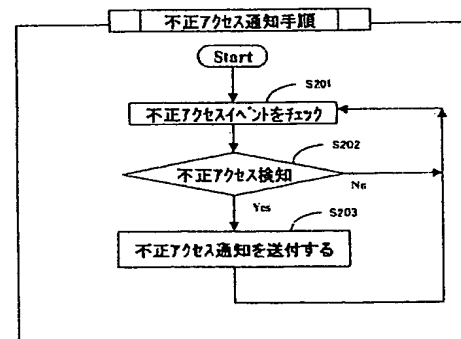 不正アクセス通知手順
Start
S201
不正アクセスイベントをチェック
S202
不正アクセス検知
No
Yes
S203
不正アクセス通知を送付する